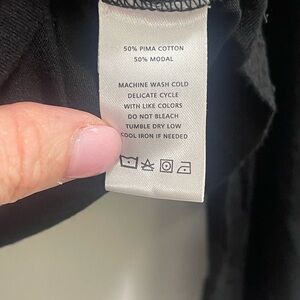 50% PIMA COTTON
50% MODAL
MACHINE WASH COLD
DELICATE CYCLE
WITH LIKE COLORS
DO NOT BLEACH
TUMBLE DRY LOW
COOL IRON IF NEEDED